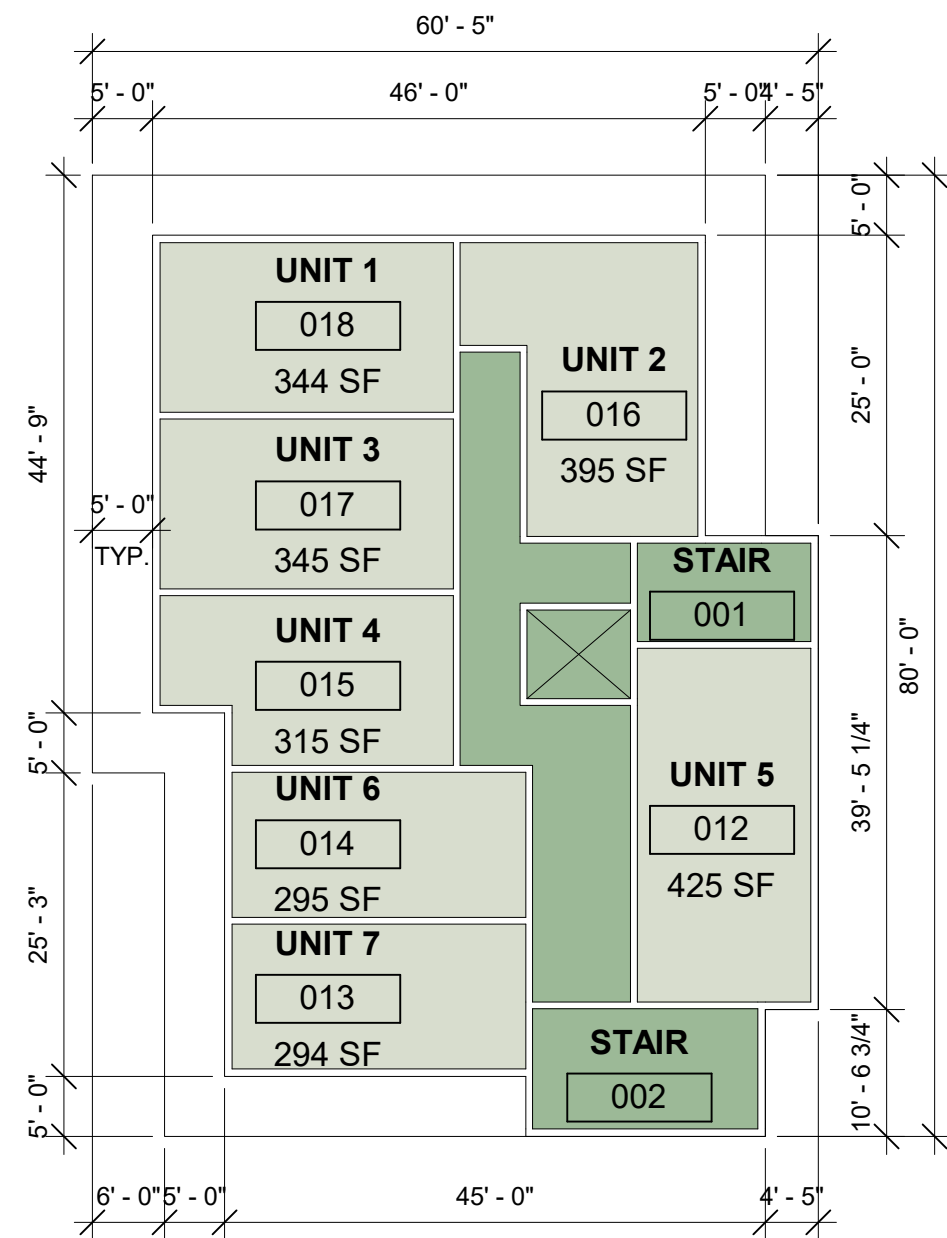 60' - 5"
5' - 0"
46' - 0"
5' - 0"
4' - 5"
5' - 0"
UNIT 1
018
344 SF
UNIT 2
016
395 SF
25' - 0"
44' - 9"
UNIT 3
017
345 SF
5' - 0"
TYP.
STAIR
001
UNIT 4
015
315 SF
80' - 0"
5' - 0"
UNIT 5
012
425 SF
39' - 5 1/4"
UNIT 6
014
295 SF
25' - 3"
UNIT 7
013
294 SF
STAIR
002
10' - 6 3/4"
5' - 0"
6' - 0"
5' - 0"
45' - 0"
4' - 5"